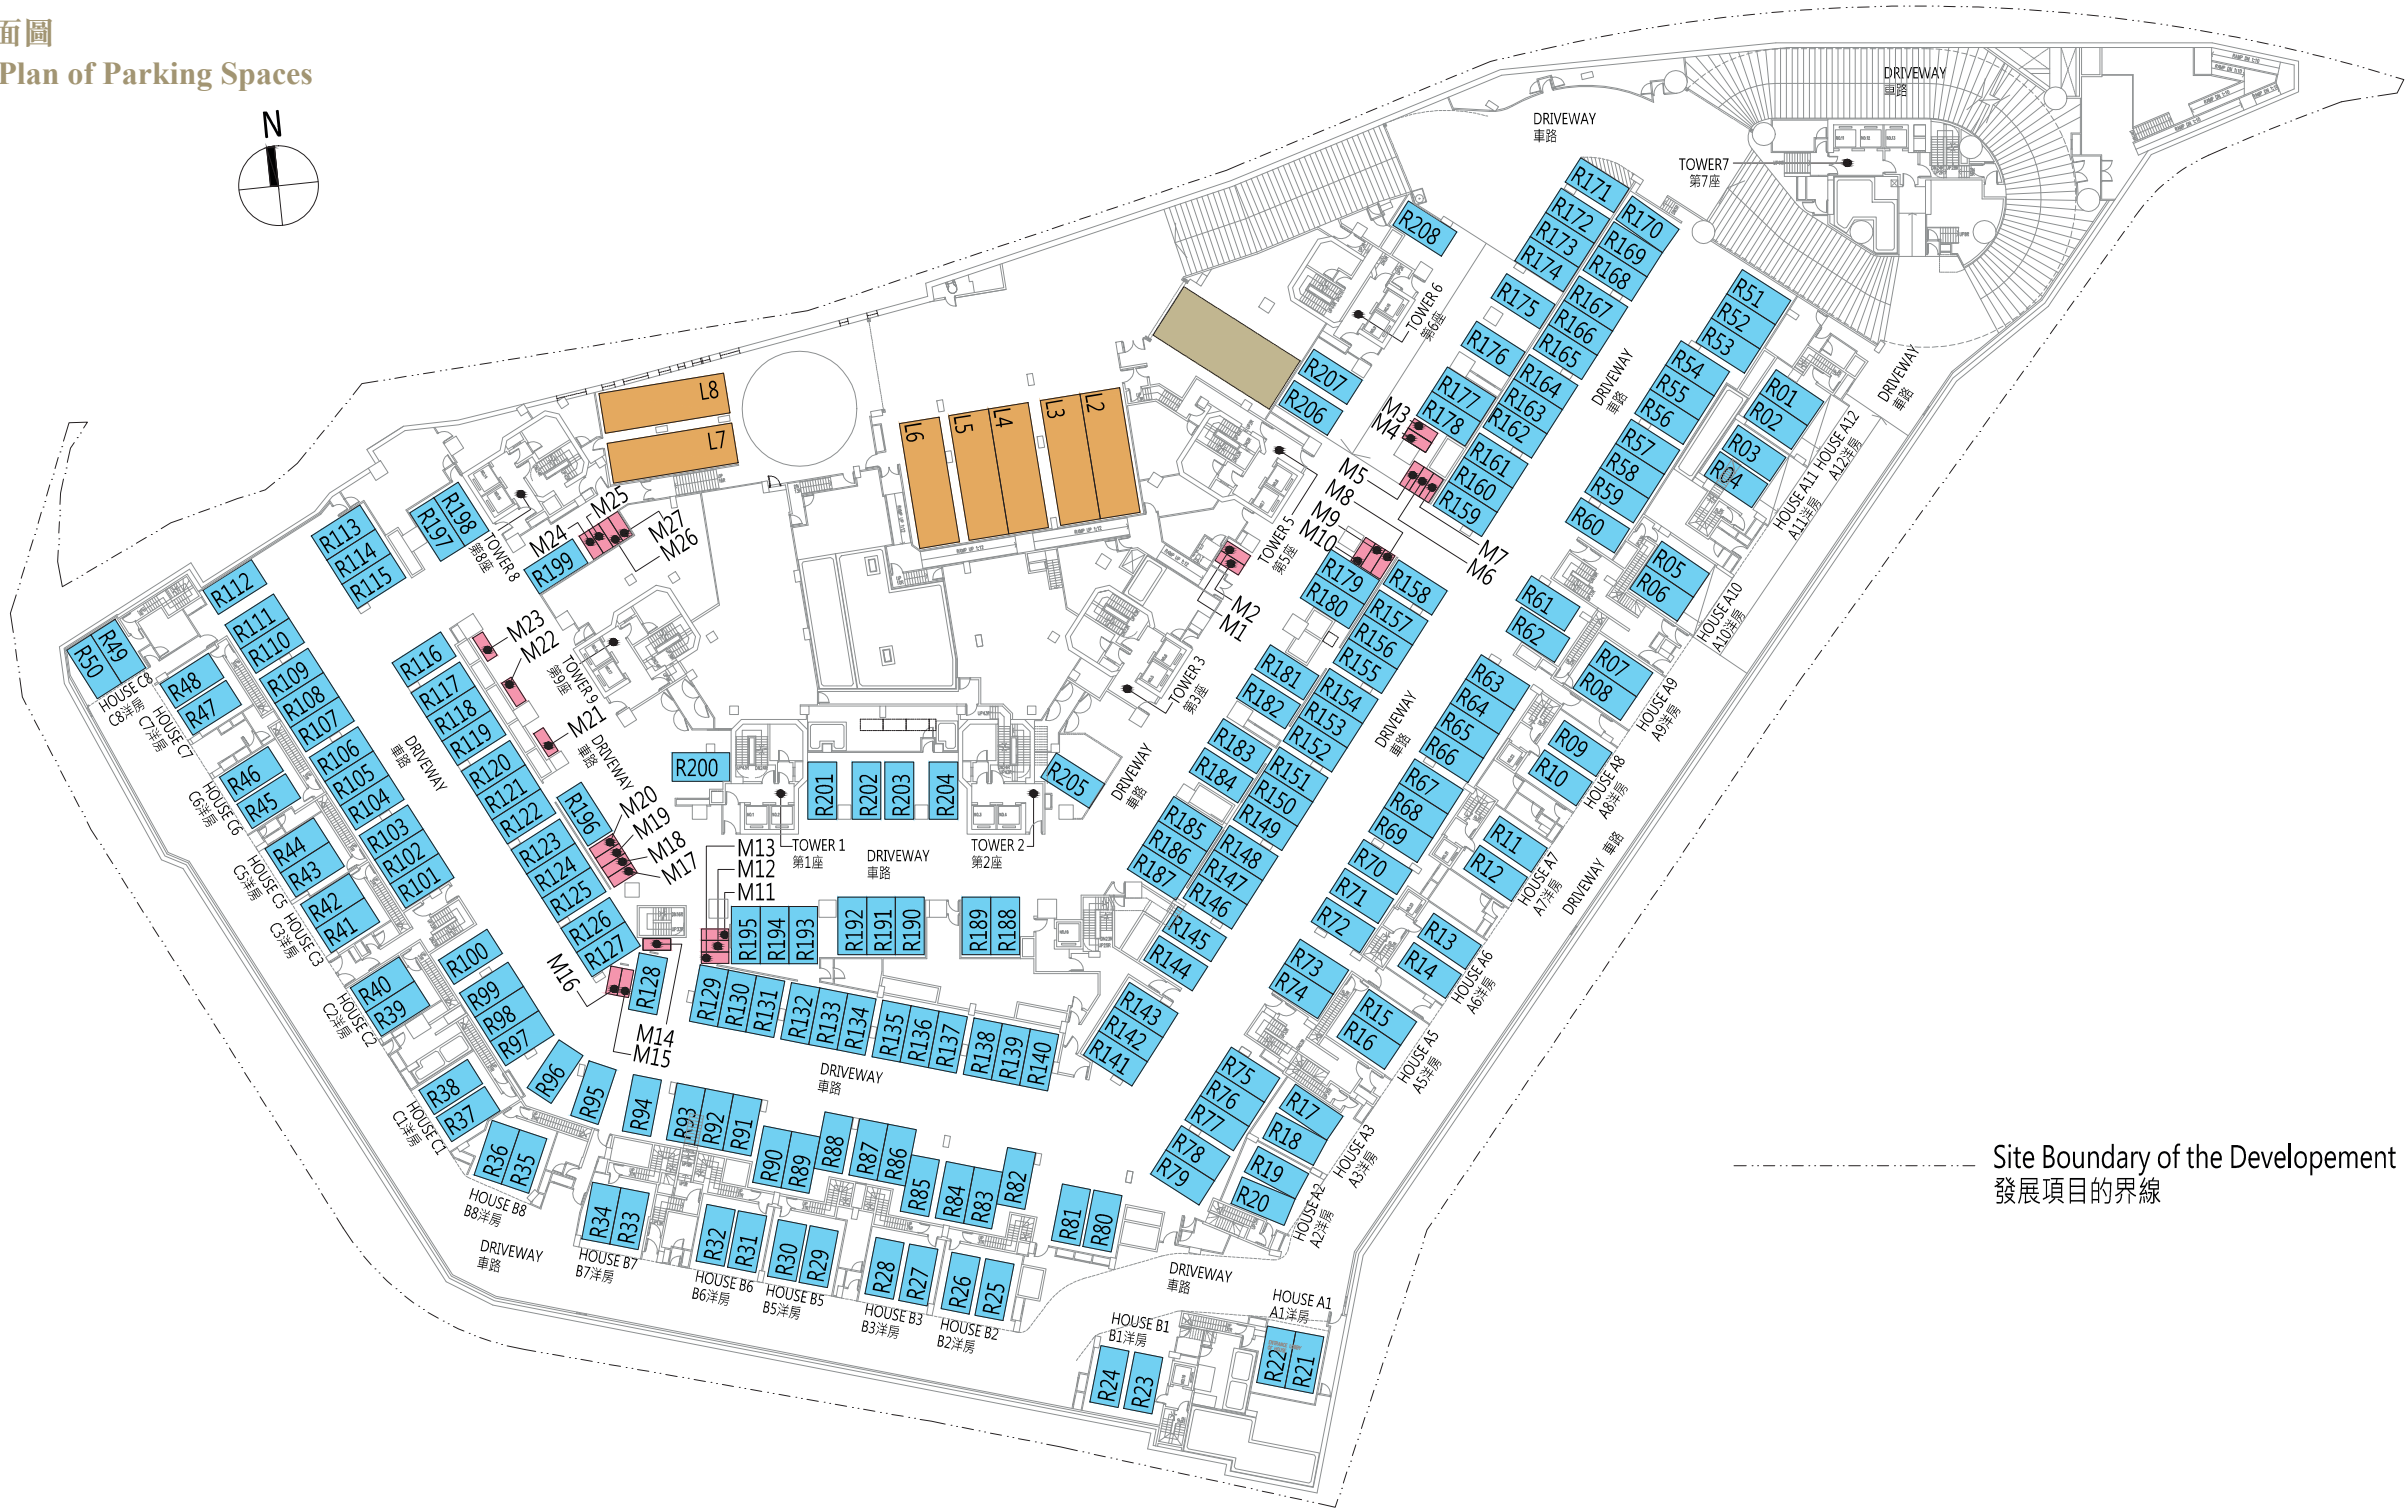 面圖
Plan of Parking Spaces
N
DRIVEWAY
車路
DRIVEWAY
車路
TOWER7
第7座
R171
R172
R173
R174
R170
R169
R168
R175
R167
R166
R165
R176
R164
R163
R162
R177
R178
R161
R160
R159
R208
TOWER 6
第6座
R207
R206
M3
M4
M5
M8
M9
M10
M7
M6
TOWER 5
第5座
M2
M1
R179
R180
R158
R157
R156
R155
R181
R182
R154
R153
R152
R183
R184
R151
R150
R149
R185
R186
R187
R148
R147
R146
R145
R144
R143
R142
R141
DRIVEWAY
車路
DRIVEWAY
車路
DRIVEWAY
車路
DRIVEWAY
車路
DRIVEWAY
車路
R51
R52
R53
R54
R55
R56
R57
R58
R59
R60
R61
R62
R63
R64
R65
R66
R67
R68
R69
R70
R71
R72
R73
R74
R75
R76
R77
R78
R79
R01
R02
HOUSE A12
A12洋房
R03
R04
HOUSE A11
A11洋房
R05
R06
HOUSE A10
A10洋房
R07
R08
HOUSE A9
A9洋房
R09
R10
HOUSE A8
A8洋房
R11
R12
HOUSE A7
A7洋房
R13
R14
HOUSE A6
A6洋房
R15
R16
HOUSE A5
A5洋房
R17
R18
HOUSE A3
A3洋房
R19
R20
HOUSE A2
A2洋房
L8
L7
L6
L5
L4
L3
L2
R113
R114
R115
R197
R198
TOWER 8
第8座
R199
M24
M25
M27
M26
R112
R111
R110
R109
R108
R107
R106
R105
R104
R103
R102
R101
R100
R99
R98
R97
R96
R95
R94
R93
R92
R91
R90
R89
R88
R87
R86
R85
R84
R83
R82
R81
R80
R116
R117
R118
R119
R120
R121
R122
R123
R124
R125
R126
R127
M23
M22
M21
TOWER 9
第9座
DRIVEWAY
車路
DRIVEWAY
車路
R196
M20
M19
M18
M17
M16
M14
M15
R128
R200
R201
R202
R203
R204
R205
TOWER 3
第3座
TOWER 1
第1座
TOWER 2
第2座
DRIVEWAY
車路
M13
M12
M11
R195
R194
R193
R192
R191
R190
R189
R188
R129
R130
R131
R132
R133
R134
R135
R136
R137
R138
R139
R140
DRIVEWAY
車路
R50
R49
HOUSE C8
C8洋房
R48
R47
HOUSE C7
C7洋房
R46
R45
HOUSE C6
C6洋房
R44
R43
HOUSE C5
C5洋房
R42
R41
HOUSE C3
C3洋房
R40
R39
HOUSE C2
C2洋房
R38
R37
HOUSE C1
C1洋房
R36
R35
HOUSE B8
B8洋房
R34
R33
HOUSE B7
B7洋房
DRIVEWAY
車路
R32
R31
HOUSE B6
B6洋房
R30
R29
HOUSE B5
B5洋房
R28
R27
HOUSE B3
B3洋房
R26
R25
HOUSE B2
B2洋房
DRIVEWAY
車路
HOUSE B1
B1洋房
R24
R23
HOUSE A1
A1洋房
R22
R21
Site Boundary of the Developement
發展項目的界線